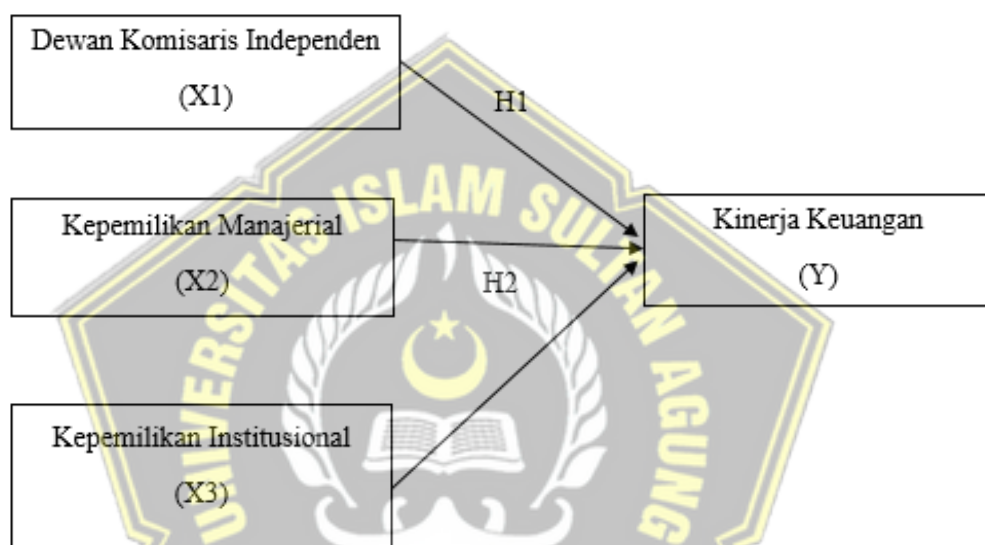 Dewan Komisaris Independen
(X1)
H1
Kepemilikan Manajerial
(X2)
H2
Kinerja Keuangan
(Y)
Kepemilikan Institusional
(X3)
UNIVERSITAS ISLAM SULTAN AGUNG